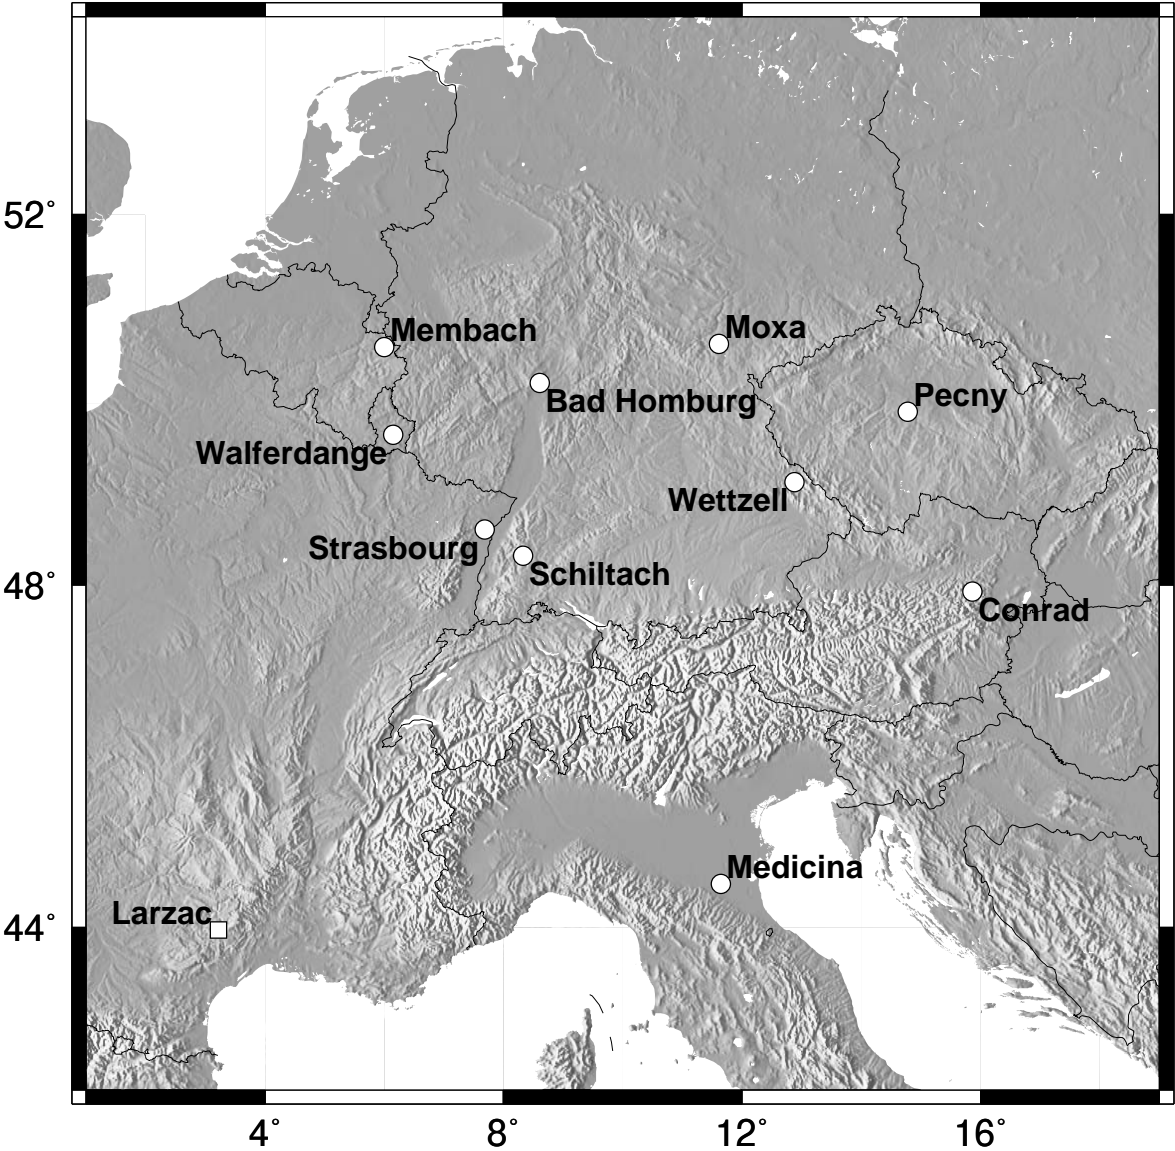 52°
Membach
Moxa
Bad Homburg
Pecny
Walferdange
Wettzell
Strasbourg
Schiltach
48°
Conrad
Medicina
Larzac
44°
4°
8°
12°
16°